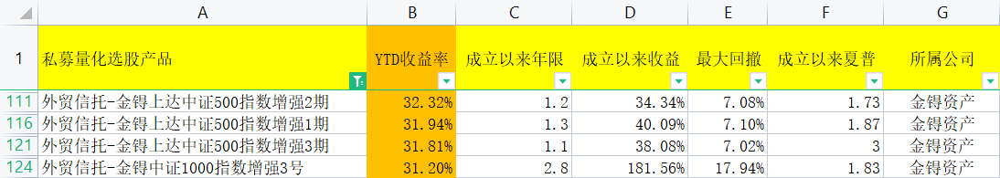 A B C D E F G
1 私募量化选股产品 YTD收益率 成立以来年限 成立以来收益 最大回撤 成立以来夏普 所属公司
111 外贸信托-金锝上达中证500指数增强2期 32.32% 1.2 34.34% 7.08% 1.73 金锝资产
116 外贸信托-金锝上达中证500指数增强1期 31.94% 1.3 40.09% 7.10% 1.87 金锝资产
121 外贸信托-金锝上达中证500指数增强3期 31.81% 1.1 38.08% 7.02% 3 金锝资产
124 外贸信托-金锝中证1000指数增强3号 31.20% 2.8 181.56% 17.94% 1.83 金锝资产